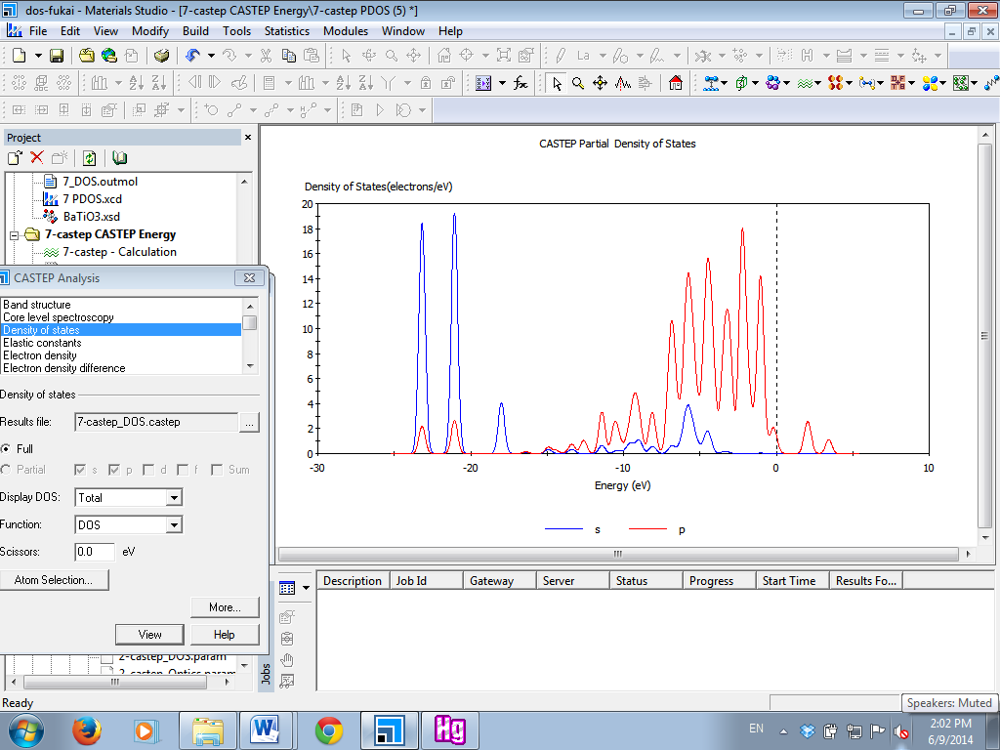 dos-fukai - Materials Studio - [7-castep CASTEP Energy\7-castep PDOS (5) *]
File Edit View Modify Build Tools Statistics Modules Window Help
Project
7_DOS.outmol
7 PDOS.xcd
BaTiO3.xsd
7-castep CASTEP Energy
7-castep - Calculation
CASTEP Analysis
Band structure
Core level spectroscopy
Density of states
Elastic constants
Electron density
Electron density difference
Density of states
Results file: 7-castep_DOS.castep ...
Full
Partial s p d f Sum
Display DOS: Total
Function: DOS
Scissors: 0.0 eV
Atom Selection...
More...
View Help
2-castep_DOS.param
2-castep_Optics.param
CASTEP Partial Density of States
Density of States(electrons/eV)
20
18
16
14
12
10
8
6
4
2
0
-30 -20 -10 0 10
Energy (eV)
s p
Jobs
Description Job Id Gateway Server Status Progress Start Time Results Fo...
Ready
Speakers: Muted
EN
2:02 PM
6/9/2014